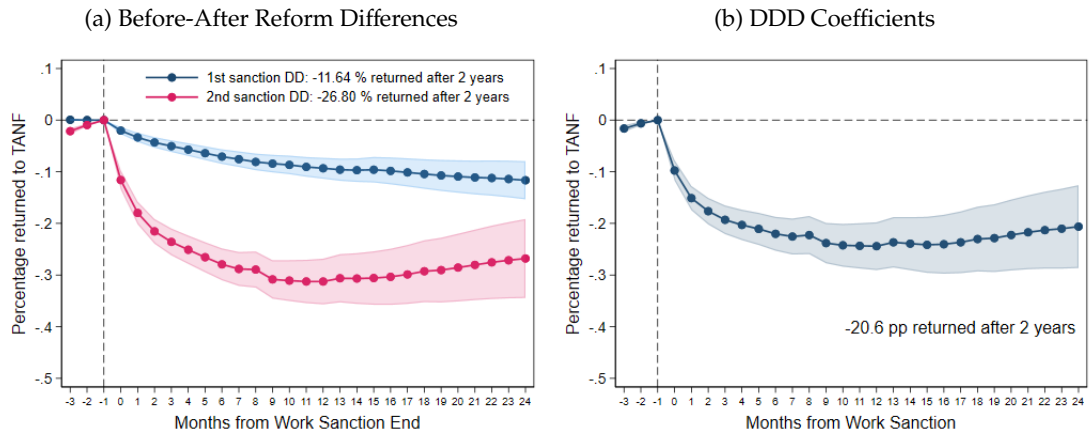 (a) Before-After Reform Differences
1st sanction DD: -11.64 % returned after 2 years
2nd sanction DD: -26.80 % returned after 2 years
Percentage returned to TANF
.1
0
-.1
-.2
-.3
-.4
-.5
-3 -2 -1 0 1 2 3 4 5 6 7 8 9 10 11 12 13 14 15 16 17 18 19 20 21 22 23 24
Months from Work Sanction End
(b) DDD Coefficients
Percentage returned to TANF
.1
0
-.1
-.2
-.3
-.4
-.5
-20.6 pp returned after 2 years
-3 -2 -1 0 1 2 3 4 5 6 7 8 9 10 11 12 13 14 15 16 17 18 19 20 21 22 23 24
Months from Work Sanction